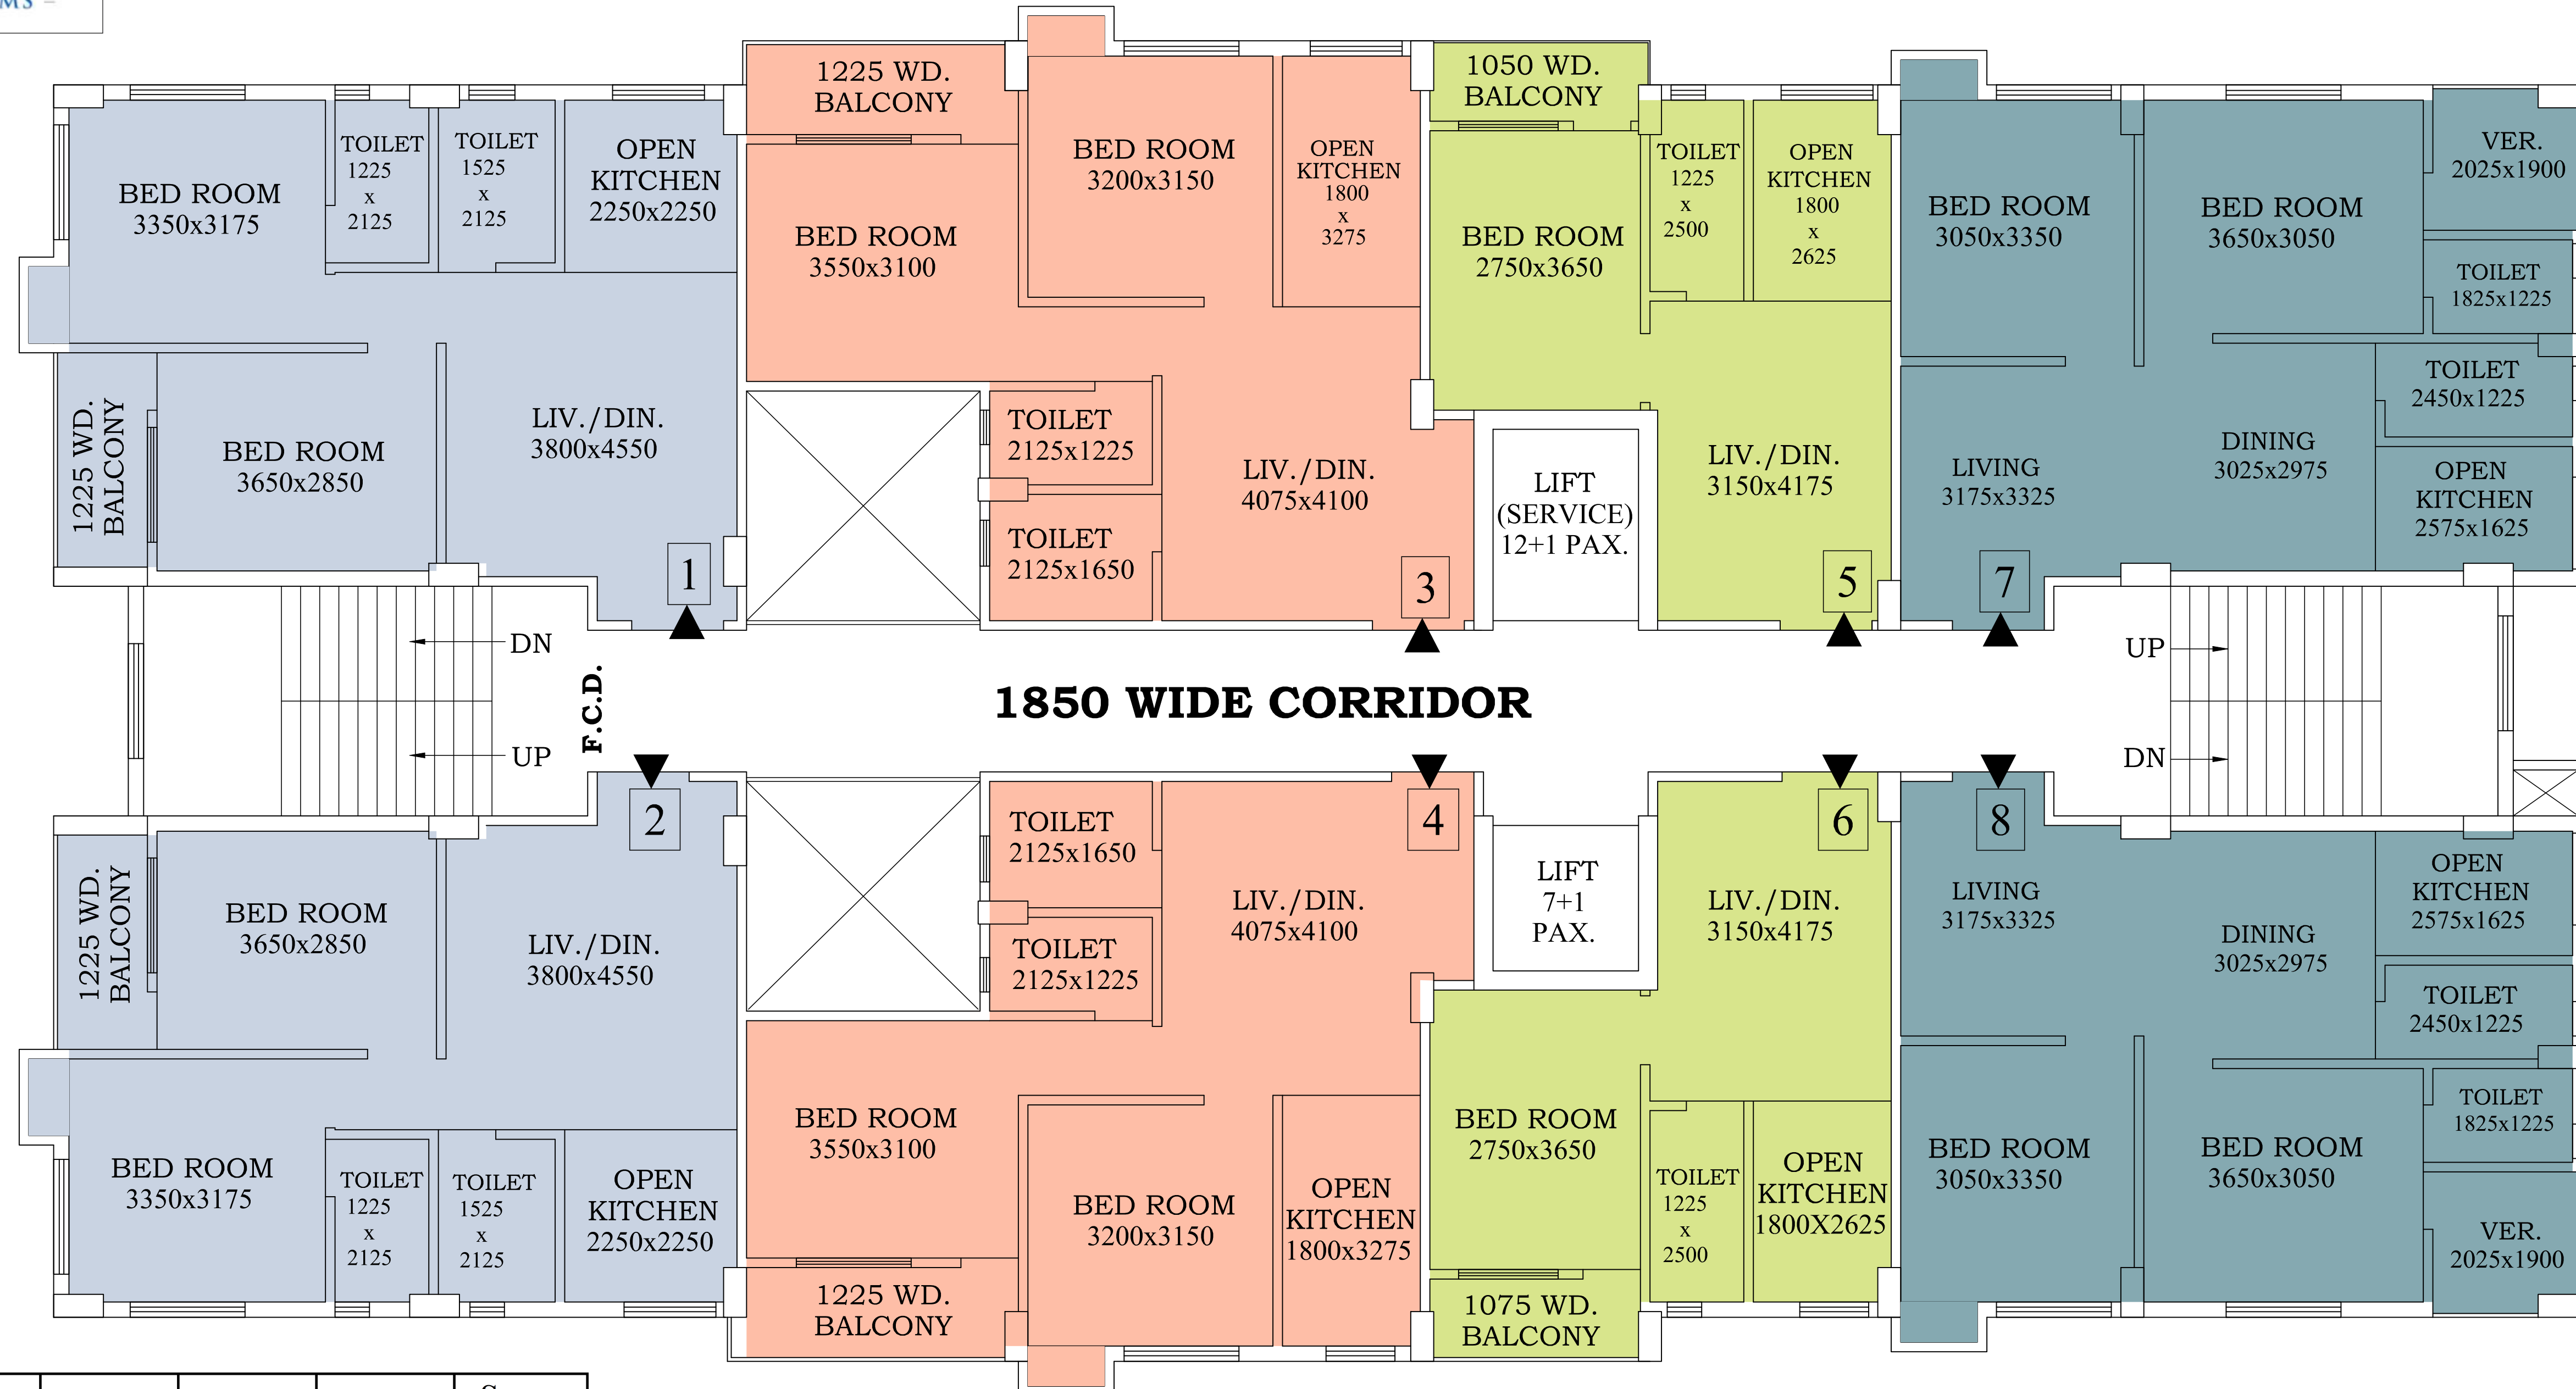 1225 WD.
BALCONY
1050 WD.
BALCONY
BED ROOM
3350x3175
TOILET
1225
x
2125
TOILET
1525
x
2125
OPEN
KITCHEN
2250x2250
BED ROOM
3550x3100
BED ROOM
3200x3150
OPEN
KITCHEN
1800
x
3275
BED ROOM
2750x3650
TOILET
1225
x
2500
OPEN
KITCHEN
1800
x
2625
BED ROOM
3050x3350
BED ROOM
3650x3050
VER.
2025x1900
TOILET
1825x1225
1225 WD.
BALCONY
BED ROOM
3650x2850
LIV./DIN.
3800x4550
1
TOILET
2125x1225
TOILET
2125x1650
LIV./DIN.
4075x4100
3
LIFT
(SERVICE)
12+1 PAX.
LIV./DIN.
3150x4175
5
LIVING
3175x3325
7
DINING
3025x2975
TOILET
2450x1225
OPEN
KITCHEN
2575x1625
DN
UP
F.C.D.
1850 WIDE CORRIDOR
UP
DN
1225 WD.
BALCONY
BED ROOM
3650x2850
LIV./DIN.
3800x4550
2
TOILET
2125x1650
TOILET
2125x1225
LIV./DIN.
4075x4100
4
LIFT
7+1
PAX.
LIV./DIN.
3150x4175
6
LIVING
3175x3325
8
DINING
3025x2975
OPEN
KITCHEN
2575x1625
TOILET
2450x1225
BED ROOM
3350x3175
TOILET
1225
x
2125
TOILET
1525
x
2125
OPEN
KITCHEN
2250x2250
BED ROOM
3550x3100
BED ROOM
3200x3150
OPEN
KITCHEN
1800x3275
BED ROOM
2750x3650
TOILET
1225
x
2500
OPEN
KITCHEN
1800X2625
BED ROOM
3050x3350
BED ROOM
3650x3050
TOILET
1825x1225
VER.
2025x1900
1225 WD.
BALCONY
1075 WD.
BALCONY